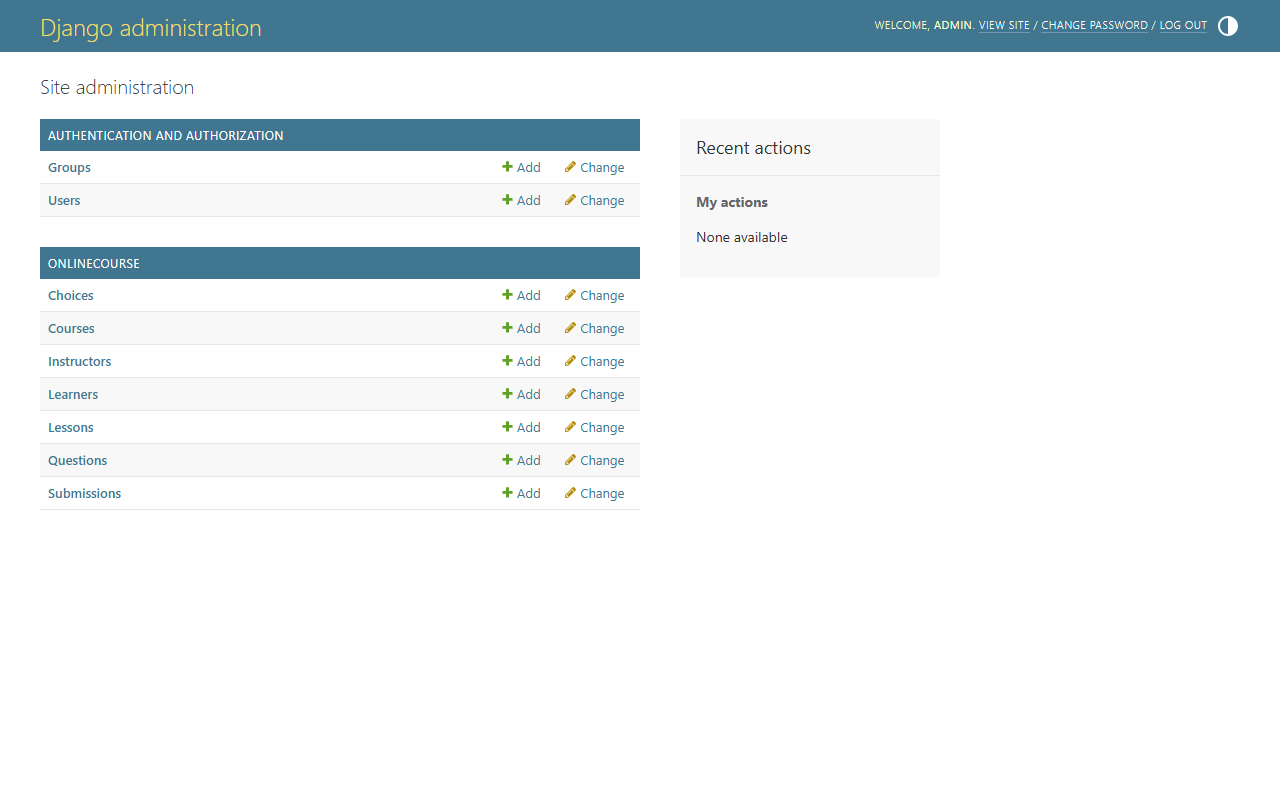 Django administration
WELCOME, ADMIN. VIEW SITE / CHANGE PASSWORD / LOG OUT
Site administration
AUTHENTICATION AND AUTHORIZATION
Groups Add Change
Users Add Change
ONLINECOURSE
Choices Add Change
Courses Add Change
Instructors Add Change
Learners Add Change
Lessons Add Change
Questions Add Change
Submissions Add Change
Recent actions
My actions
None available